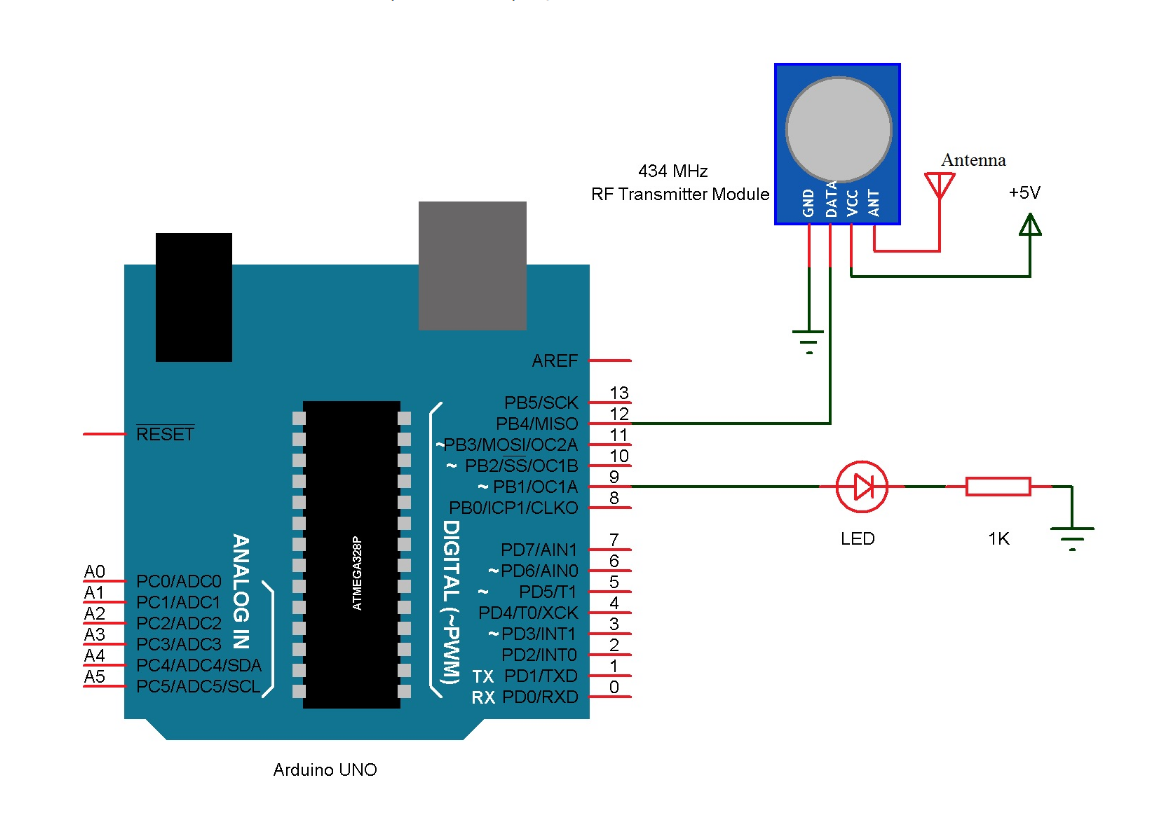 434 MHz
RF Transmitter Module
GND
DATA
VCC
ANT
Antenna
+5V
AREF
PB5/SCK 13
PB4/MISO 12
~PB3/MOSI/OC2A 11
~ PB2/SS/OC1B 10
~ PB1/OC1A 9
PB0/ICP1/CLKO 8
RESET
LED
1K
PD7/AIN1 7
~PD6/AIN0 6
~ PD5/T1 5
PD4/T0/XCK 4
~PD3/INT1 3
PD2/INT0 2
TX PD1/TXD 1
RX PD0/RXD 0
DIGITAL (~PWM)
ATMEGA328P
ANALOG IN
A0 PC0/ADC0
A1 PC1/ADC1
A2 PC2/ADC2
A3 PC3/ADC3
A4 PC4/ADC4/SDA
A5 PC5/ADC5/SCL
Arduino UNO